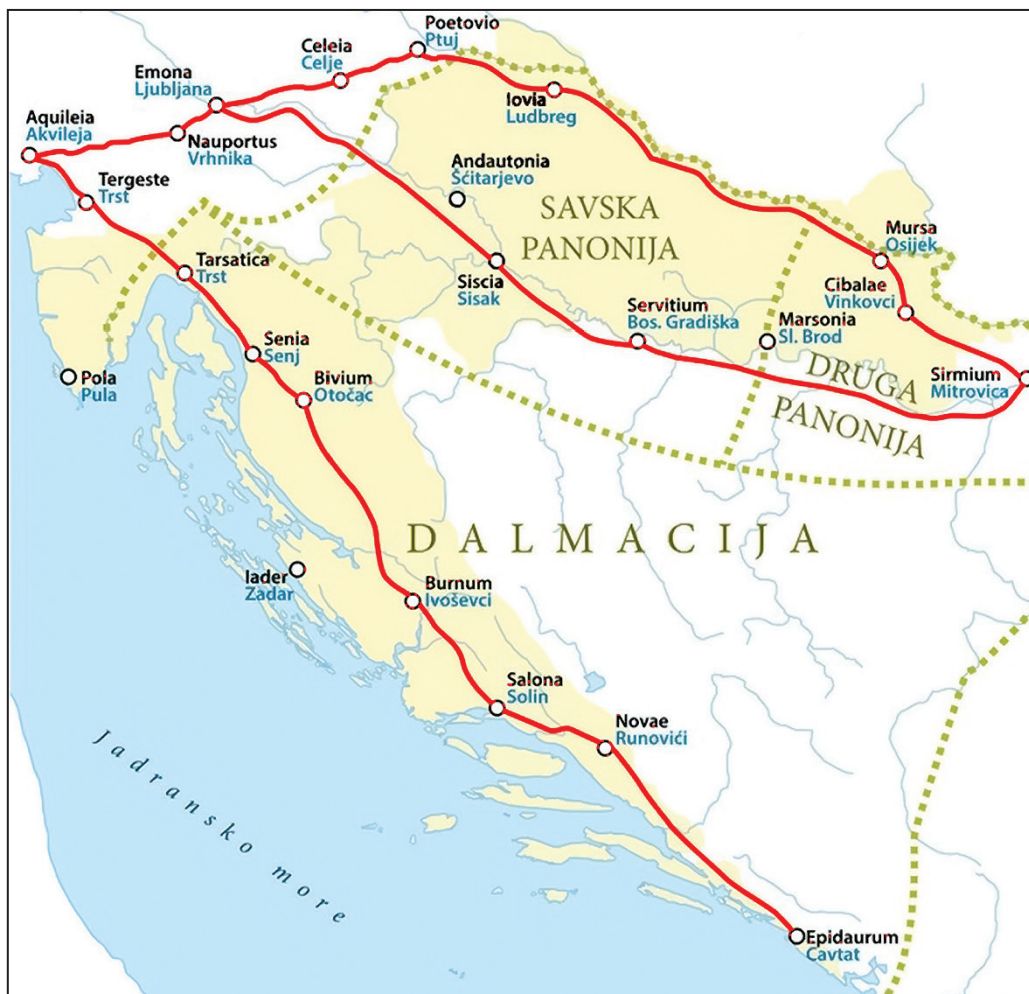 Poetovio
Ptuj
Celeia
Celje
Emona
Ljubljana
Iovia
Ludbreg
Aquileia
Akvileja
Nauportus
Vrhnika
Andautonia
Šćitarjevo
Tergeste
Trst
SAVSKA
PANONIJA
Mursa
Osijek
Tarsatica
Trst
Siscia
Sisak
Cibalae
Vinkovci
Servitium
Bos. Gradiška
Marsonia
Sl. Brod
Senia
Senj
DRUGA
PANONIJA
Sirmium
Mitrovica
Pola
Pula
Bivium
Otočac
DALMACIJA
Iader
Zadar
Burnum
Ivoševci
Salona
Solin
Novae
Runovići
Jadransko more
Epidaurum
Cavtat